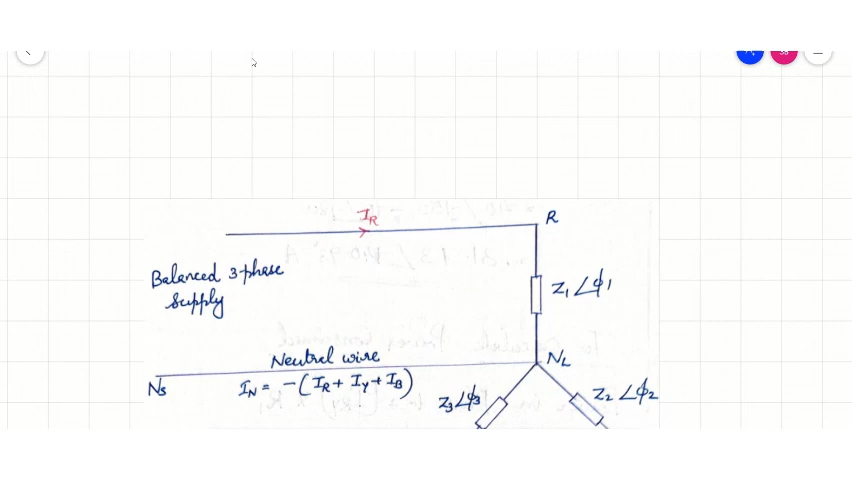 I_R
R
Balanced 3 phase
supply
Z₁ ∠ϕ₁
Neutral wire
N_L
N_S
I_N = -(I_R + I_Y + I_B)
Z₃ ∠ϕ₃
Z₂ ∠ϕ₂